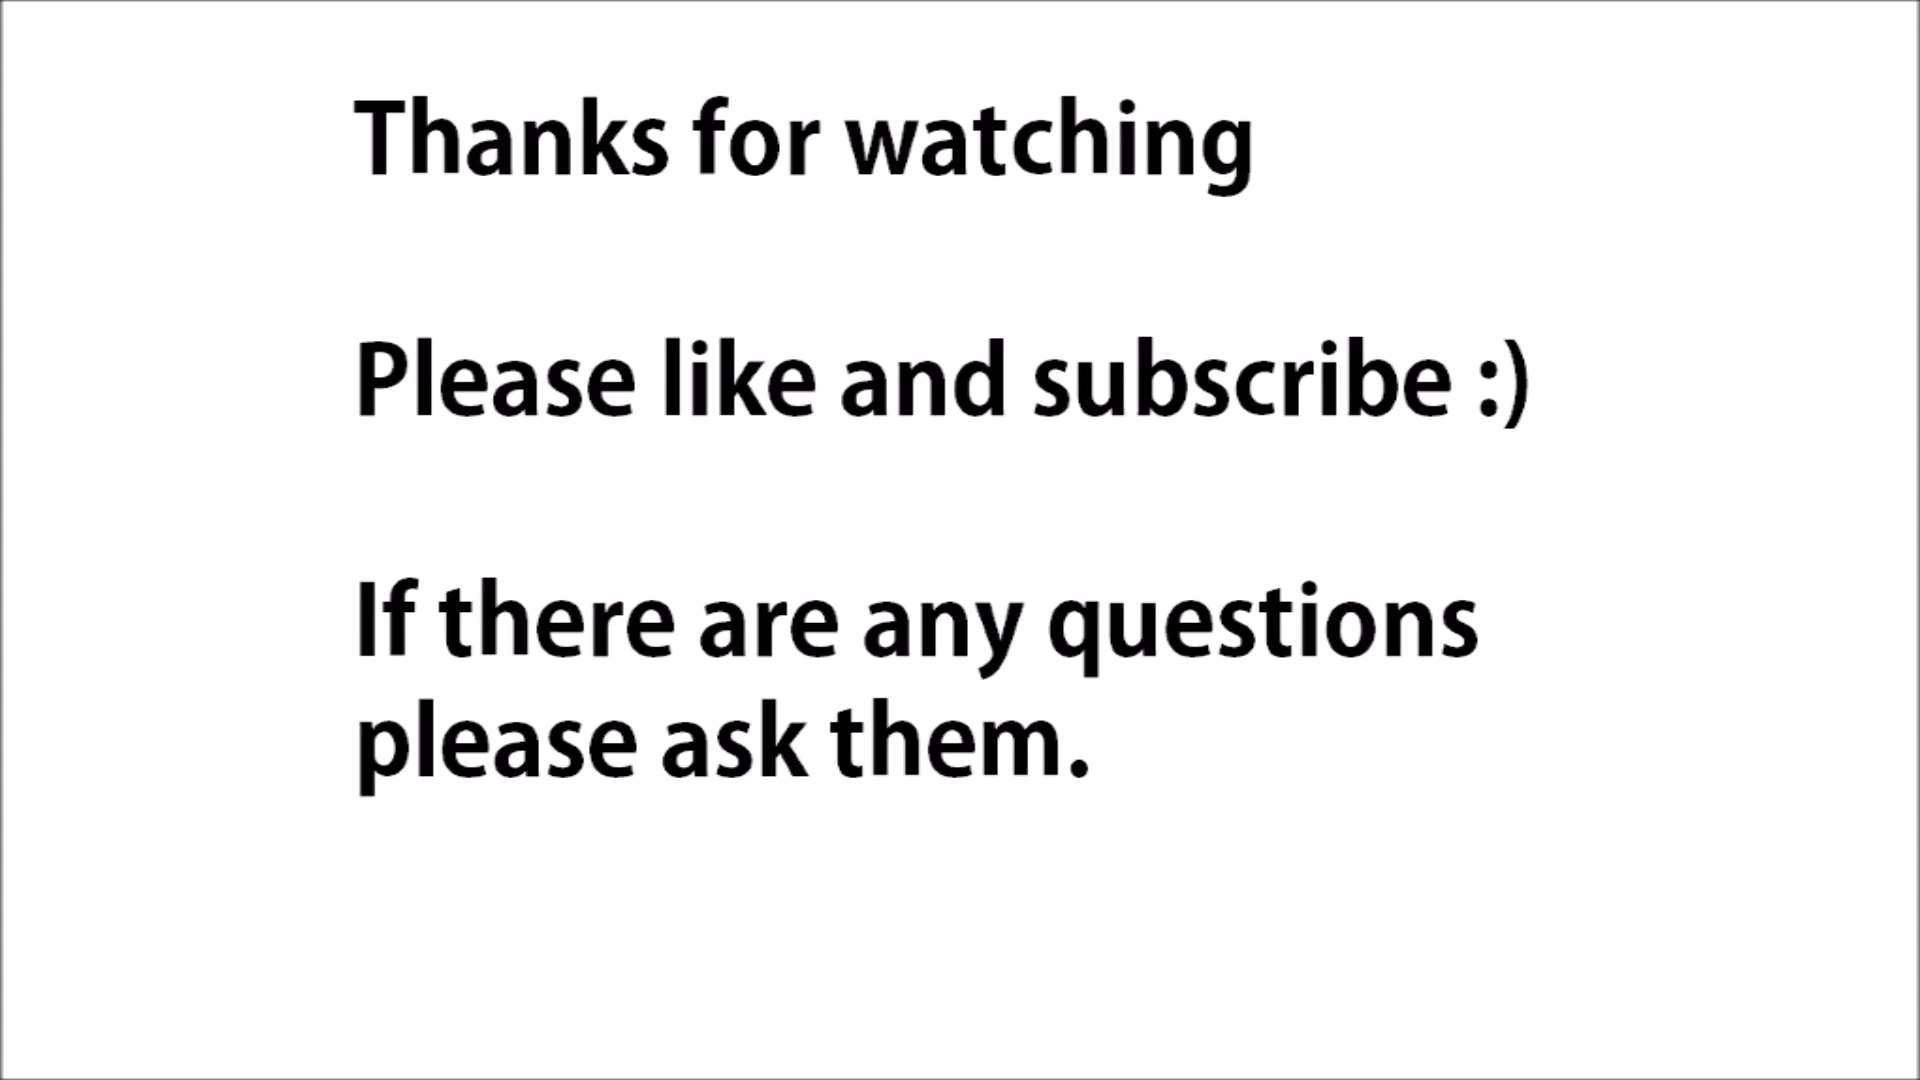 Thanks for watching
Please like and subscribe :)
If there are any questions
please ask them.